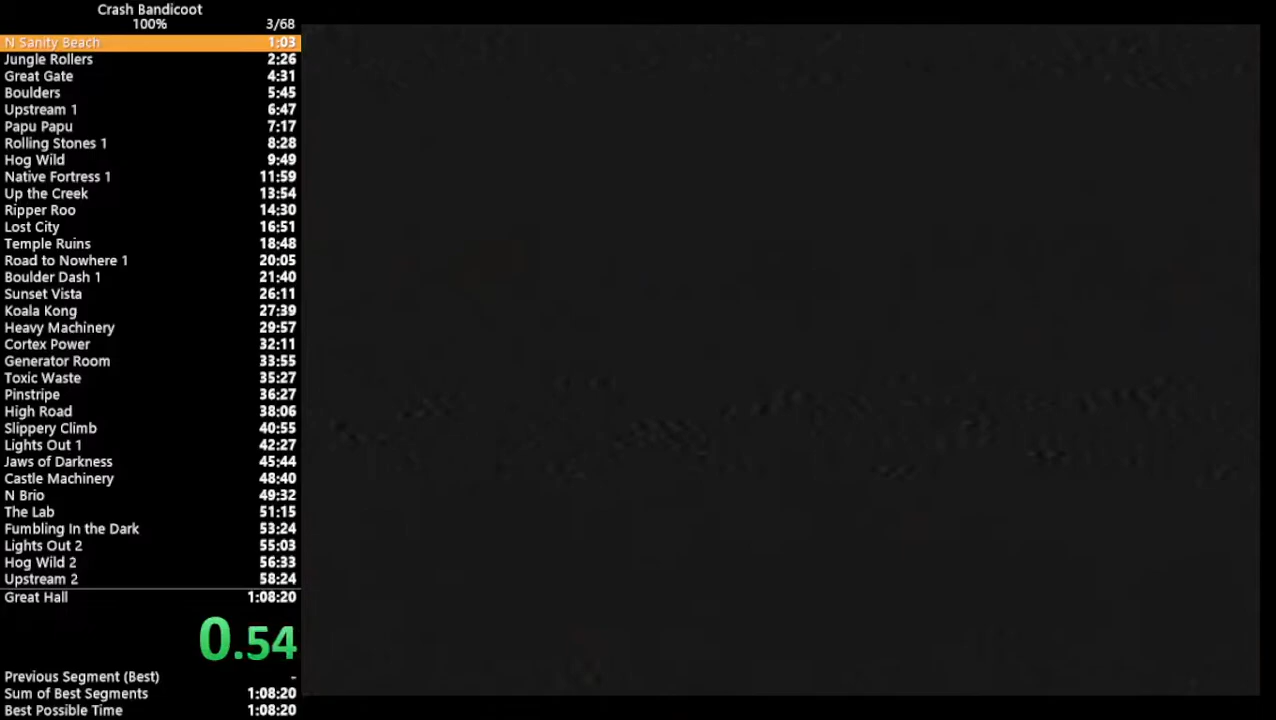 Crash Bandicoot
100% 3/68
N Sanity Beach 1:03
Jungle Rollers 2:26
Great Gate 4:31
Boulders 5:45
Upstream 1 6:47
Papu Papu 7:17
Rolling Stones 1 8:28
Hog Wild 9:49
Native Fortress 1 11:59
Up the Creek 13:54
Ripper Roo 14:30
Lost City 16:51
Temple Ruins 18:48
Road to Nowhere 1 20:05
Boulder Dash 1 21:40
Sunset Vista 26:11
Koala Kong 27:39
Heavy Machinery 29:57
Cortex Power 32:11
Generator Room 33:55
Toxic Waste 35:27
Pinstripe 36:27
High Road 38:06
Slippery Climb 40:55
Lights Out 1 42:27
Jaws of Darkness 45:44
Castle Machinery 48:40
N Brio 49:32
The Lab 51:15
Fumbling In the Dark 53:24
Lights Out 2 55:03
Hog Wild 2 56:33
Upstream 2 58:24
Great Hall 1:08:20
0.54
Previous Segment (Best) -
Sum of Best Segments 1:08:20
Best Possible Time 1:08:20